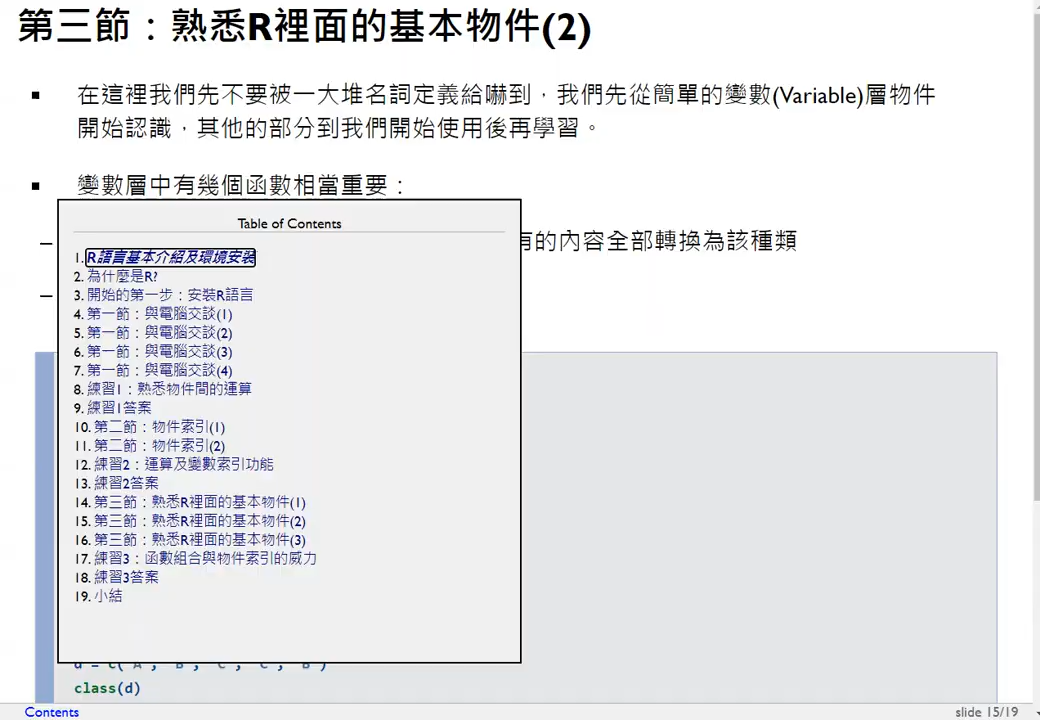 第三節：熟悉R裡面的基本物件(2)
▪ 在這裡我們先不要被一大堆名詞定義給嚇到，我們先從簡單的變數(Variable)層物件
開始認識，其他的部分到我們開始使用後再學習。
▪ 變數層中有幾個函數相當重要：
的內容全部轉換為該種類
Table of Contents
1. R語言基本介紹及環境安裝
2. 為什麼是R?
3. 開始的第一步：安裝R語言
4. 第一節：與電腦交談(1)
5. 第一節：與電腦交談(2)
6. 第一節：與電腦交談(3)
7. 第一節：與電腦交談(4)
8. 練習1：熟悉物件間的運算
9. 練習1答案
10. 第二節：物件索引(1)
11. 第二節：物件索引(2)
12. 練習2：運算及變數索引功能
13. 練習2答案
14. 第三節：熟悉R裡面的基本物件(1)
15. 第三節：熟悉R裡面的基本物件(2)
16. 第三節：熟悉R裡面的基本物件(3)
17. 練習3：函數組合與物件索引的威力
18. 練習3答案
19. 小結
d = c("A", "B", "C", "C", "B")
class(d)
Contents
slide 15/19